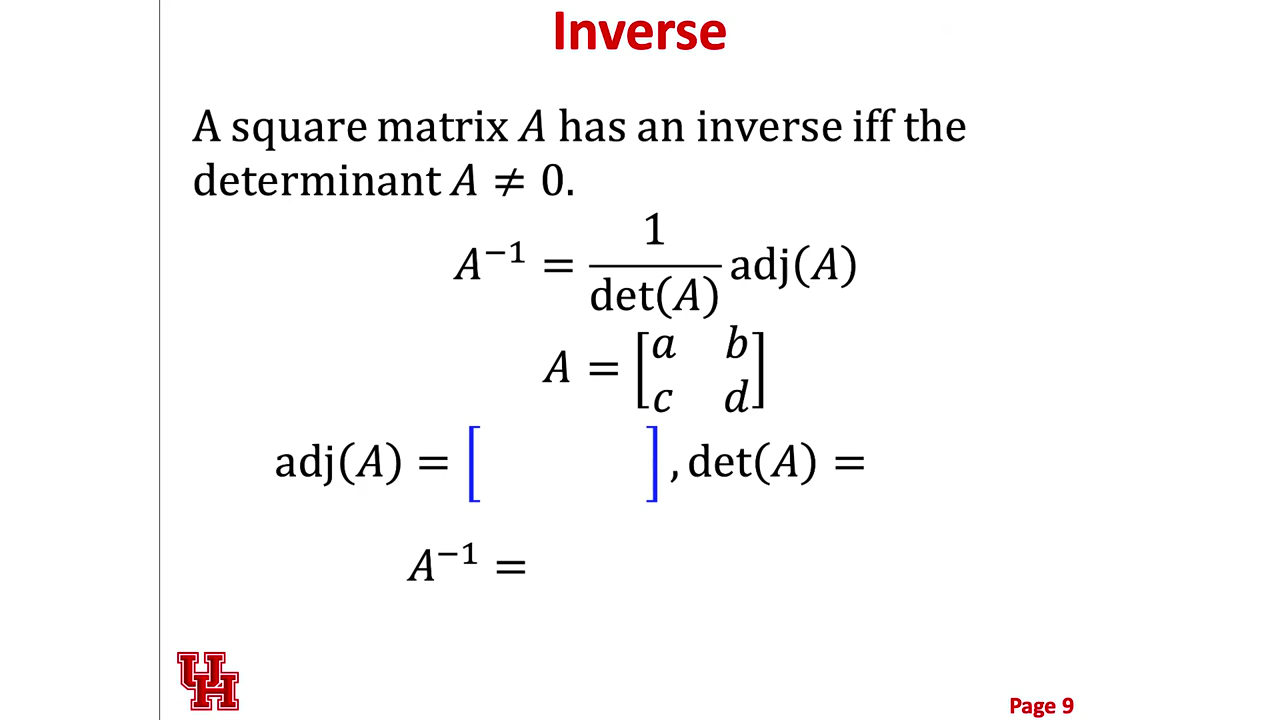 Inverse
A square matrix A has an inverse iff the
determinant A ≠ 0.
A⁻¹ = 1/det(A) adj(A)
A = [a b
c d]
adj(A) = [ ] , det(A) =
A⁻¹ =
UH
Page 9